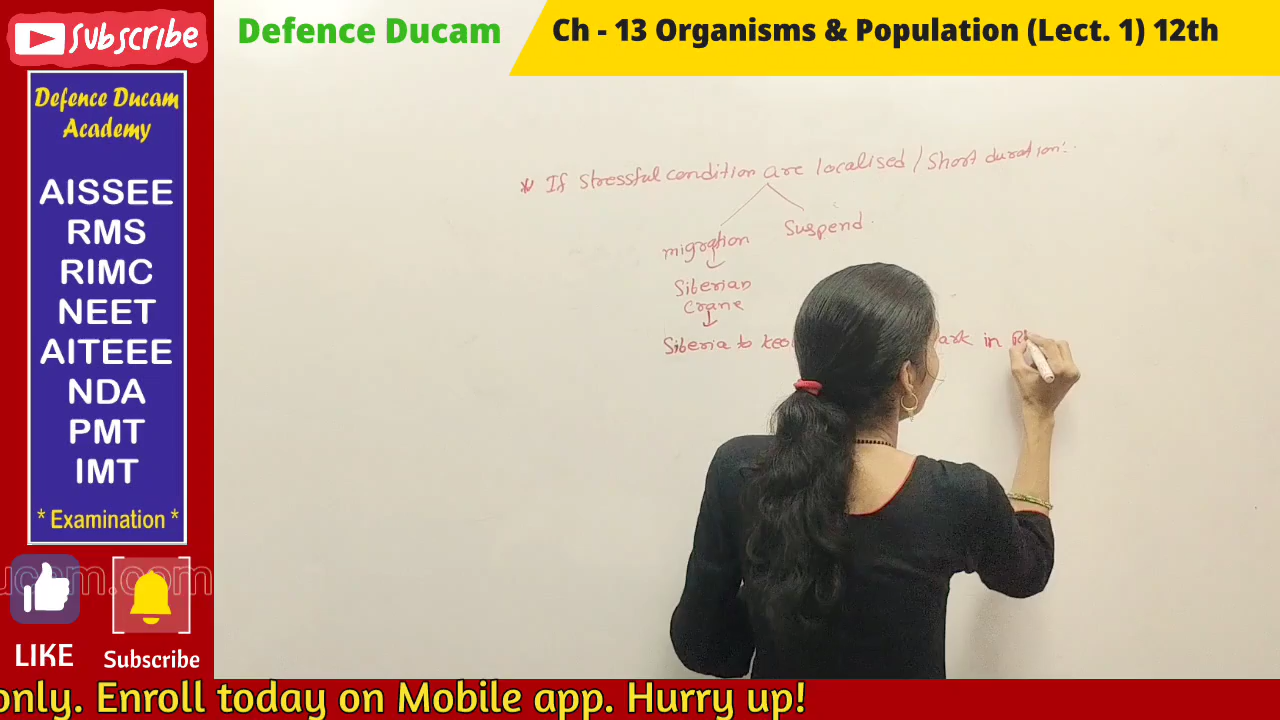 Subscribe
Defence Ducam
Ch - 13 Organisms & Population (Lect. 1) 12th
Defence Ducam
Academy
AISSEE
RMS
RIMC
NEET
AITEEE
NDA
PMT
IMT
* Examination *
ucam.com
LIKE
Subscribe
* If stressful condition are localised / Short duration:-
migration
Suspend
Siberian
Crane
Siberia to in
only. Enroll today on Mobile app. Hurry up!